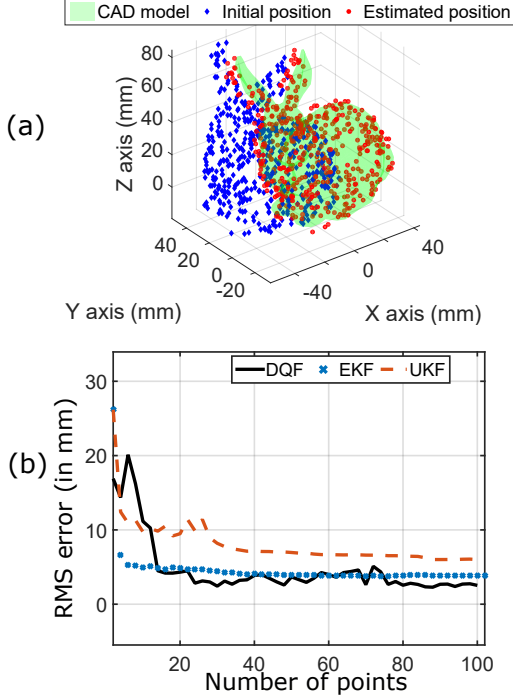 CAD model Initial position Estimated position
(a)
Z axis (mm)
80
60
40
20
0
40
20
0
-20
-40
0
40
Y axis (mm) X axis (mm)
(b)
DQF EKF UKF
RMS error (in mm)
30
20
10
0
20 40 60 80 100
Number of points